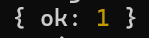 { ok: 1 }